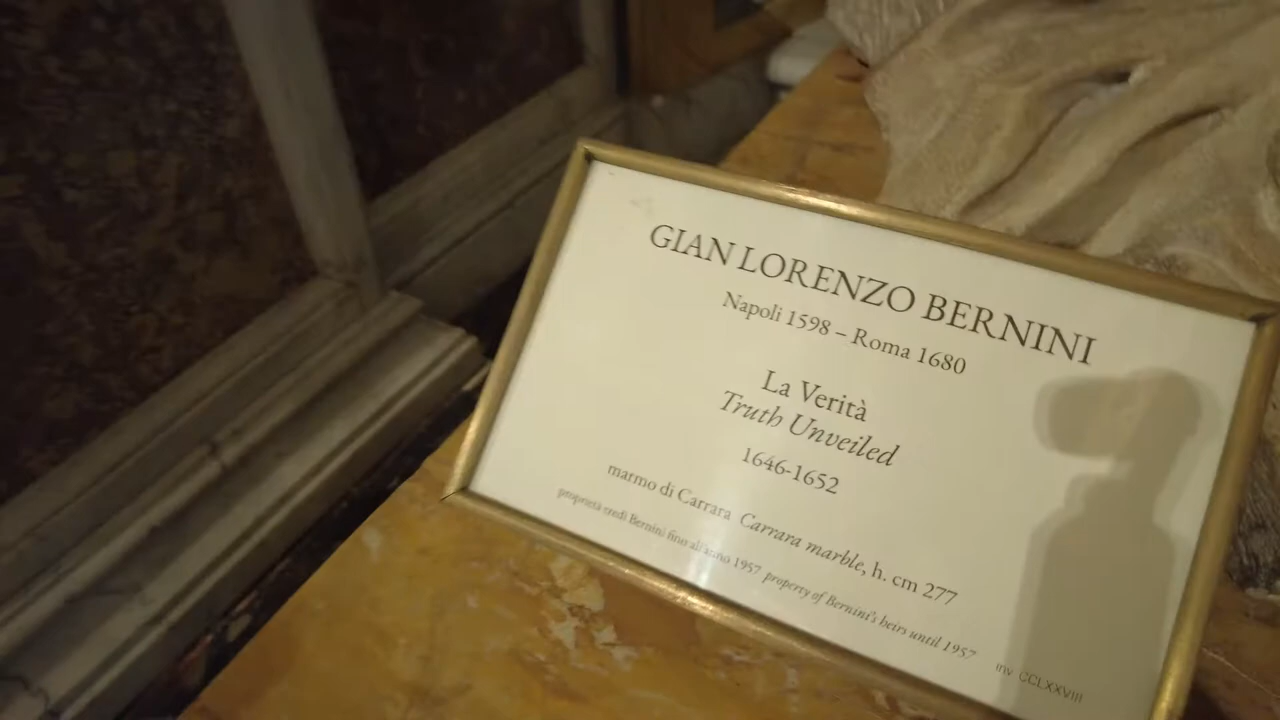 GIAN LORENZO BERNINI
Napoli 1598 – Roma 1680
La Verità
Truth Unveiled
1646-1652
marmo di Carrara Carrara marble, h. cm 277
proprietà eredi Bernini fino all'anno 1957 property of Bernini's heirs until 1957
inv CCLXXVIII